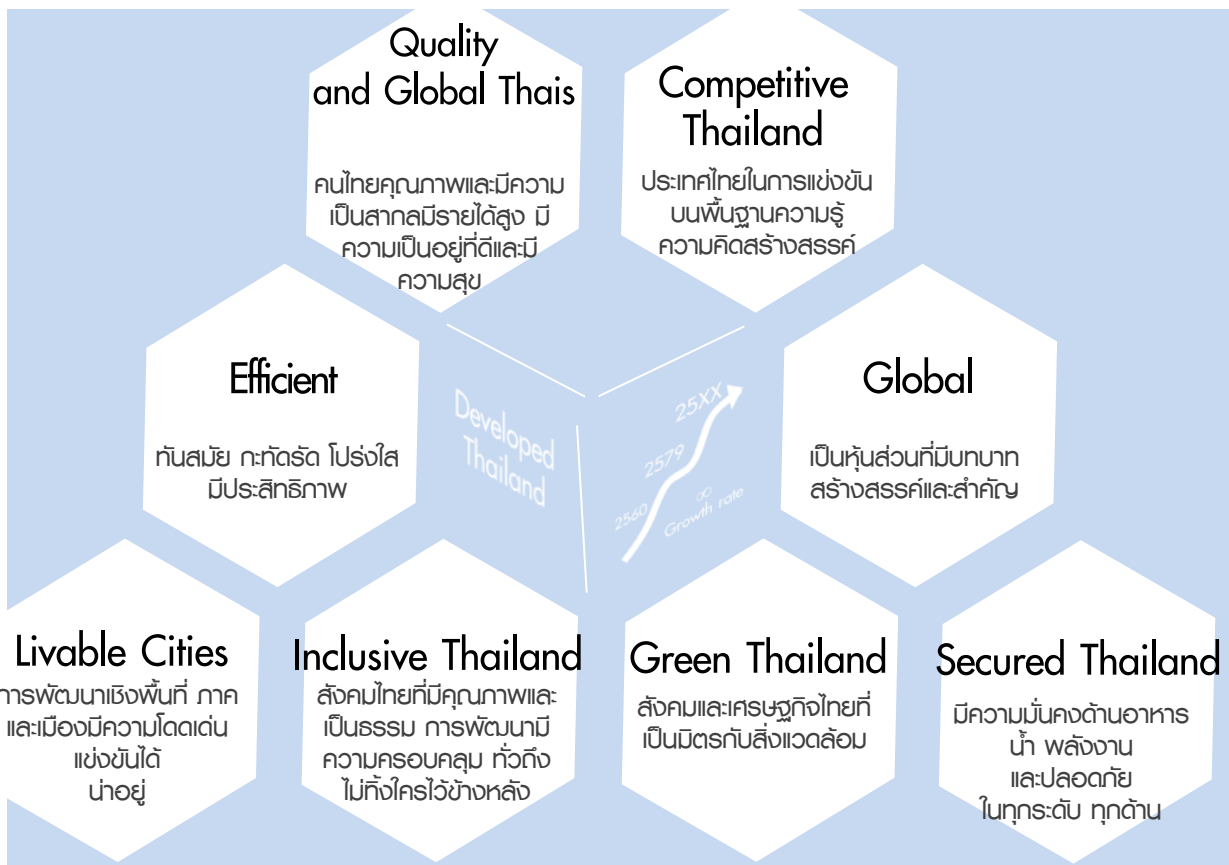 Quality
and Global Thais
คนไทยคุณภาพและมีความ
เป็นสากลมีรายได้สูง มี
ความเป็นอยู่ที่ดีและมี
ความสุข
Competitive
Thailand
ประเทศไทยในการแข่งขัน
บนพื้นฐานความรู้
ความคิดสร้างสรรค์
Efficient
ทันสมัย กะทัดรัด โปร่งใส
มีประสิทธิภาพ
Developed
Thailand
25XX
2579
2560
∞
Growth rate
Global
เป็นหุ้นส่วนที่มีบทบาท
สร้างสรรค์และสำคัญ
Livable Cities
การพัฒนาเชิงพื้นที่ ภาค
และเมืองมีความโดดเด่น
แข่งขันได้
น่าอยู่
Inclusive Thailand
สังคมไทยที่มีคุณภาพและ
เป็นธรรม การพัฒนามี
ความครอบคลุม ทั่วถึง
ไม่ทิ้งใครไว้ข้างหลัง
Green Thailand
สังคมและเศรษฐกิจไทยที่
เป็นมิตรกับสิ่งแวดล้อม
Secured Thailand
มีความมั่นคงด้านอาหาร
น้ำ พลังงาน
และปลอดภัย
ในทุกระดับ ทุกด้าน